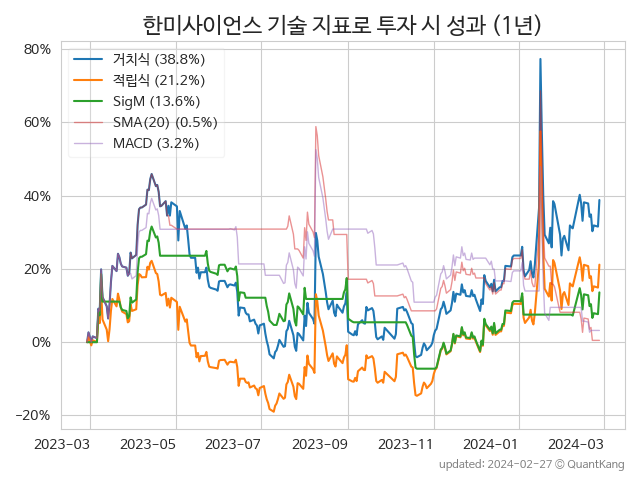 한미사이언스 기술 지표로 투자 시 성과 (1년)
80%
60%
40%
20%
0%
−20%
거치식 (38.8%)
적립식 (21.2%)
SigM (13.6%)
SMA(20) (0.5%)
MACD (3.2%)
2023-03 2023-05 2023-07 2023-09 2023-11 2024-01 2024-03
updated: 2024-02-27 © QuantKang